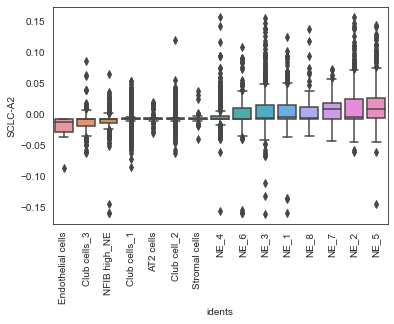 0.15
0.10
0.05
0.00
−0.05
−0.10
−0.15
SCLC-A2
Endothelial cells
Club cells_3
NFIB high_NE
Club cells_1
AT2 cells
Club cell_2
Stromal cells
NE_4
NE_6
NE_3
NE_1
NE_8
NE_7
NE_2
NE_5
idents